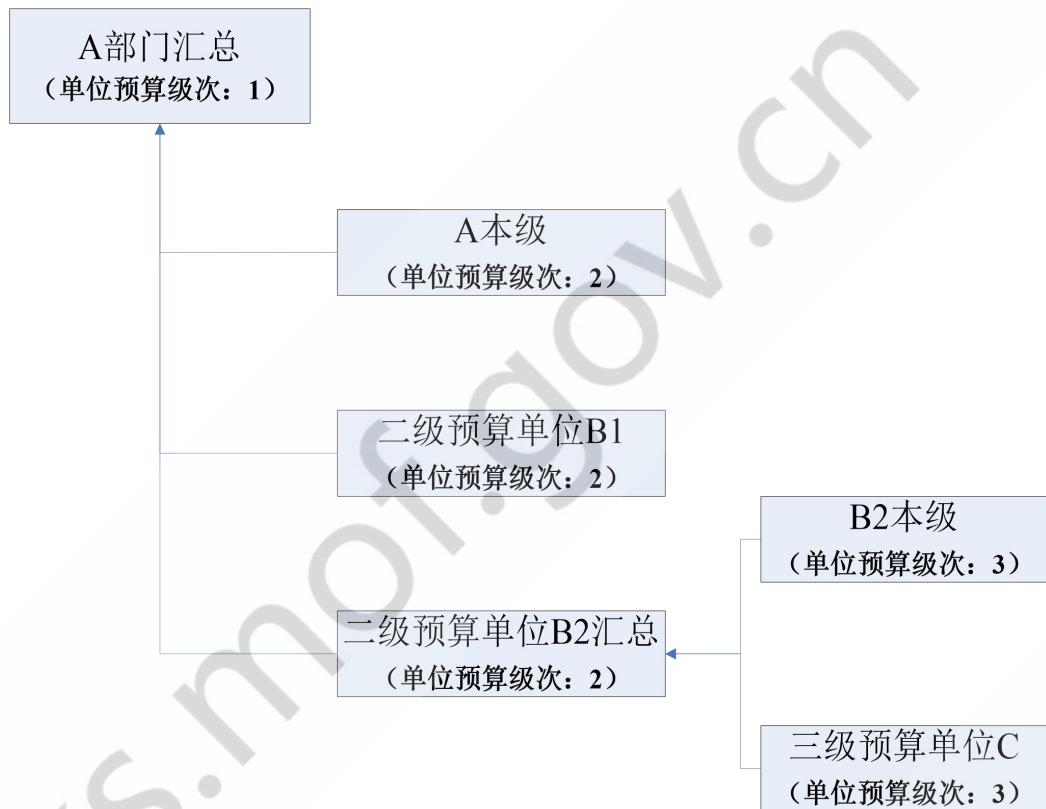 A部门汇总
（单位预算级次：1）
A本级
（单位预算级次：2）
二级预算单位B1
（单位预算级次：2）
B2本级
（单位预算级次：3）
二级预算单位B2汇总
（单位预算级次：2）
三级预算单位C
（单位预算级次：3）
s.mof.gov.cn